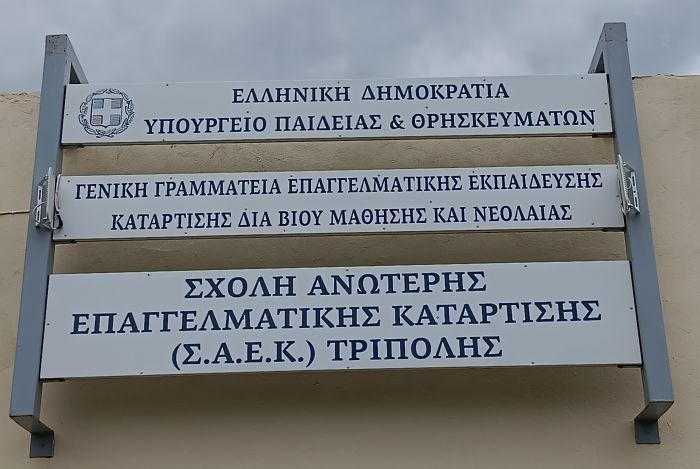 ΕΛΛΗΝΙΚΗ ΔΗΜΟΚΡΑΤΙΑ
ΥΠΟΥΡΓΕΙΟ ΠΑΙΔΕΙΑΣ & ΘΡΗΣΚΕΥΜΑΤΩΝ
ΓΕΝΙΚΗ ΓΡΑΜΜΑΤΕΙΑ ΕΠΑΓΓΕΛΜΑΤΙΚΗΣ ΕΚΠΑΙΔΕΥΣΗΣ
ΚΑΤΑΡΤΙΣΗΣ ΔΙΑ ΒΙΟΥ ΜΑΘΗΣΗΣ ΚΑΙ ΝΕΟΛΑΙΑΣ
ΣΧΟΛΗ ΑΝΩΤΕΡΗΣ
ΕΠΑΓΓΕΛΜΑΤΙΚΗΣ ΚΑΤΑΡΤΙΣΗΣ
(Σ.Α.Ε.Κ.) ΤΡΙΠΟΛΗΣ